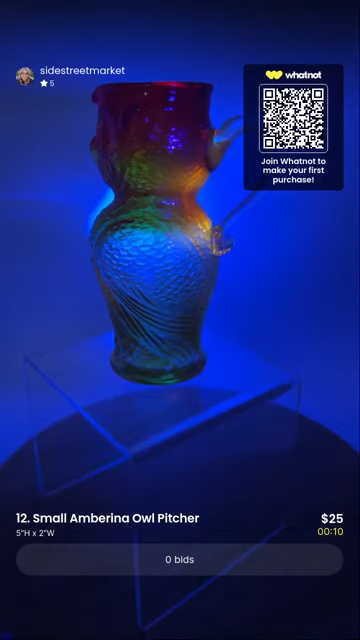 sidestreetmarket
★ 5
whatnot
Join Whatnot to
make your first
purchase!
12. Small Amberina Owl Pitcher
$25
5"H x 2"W
00:10
0 bids